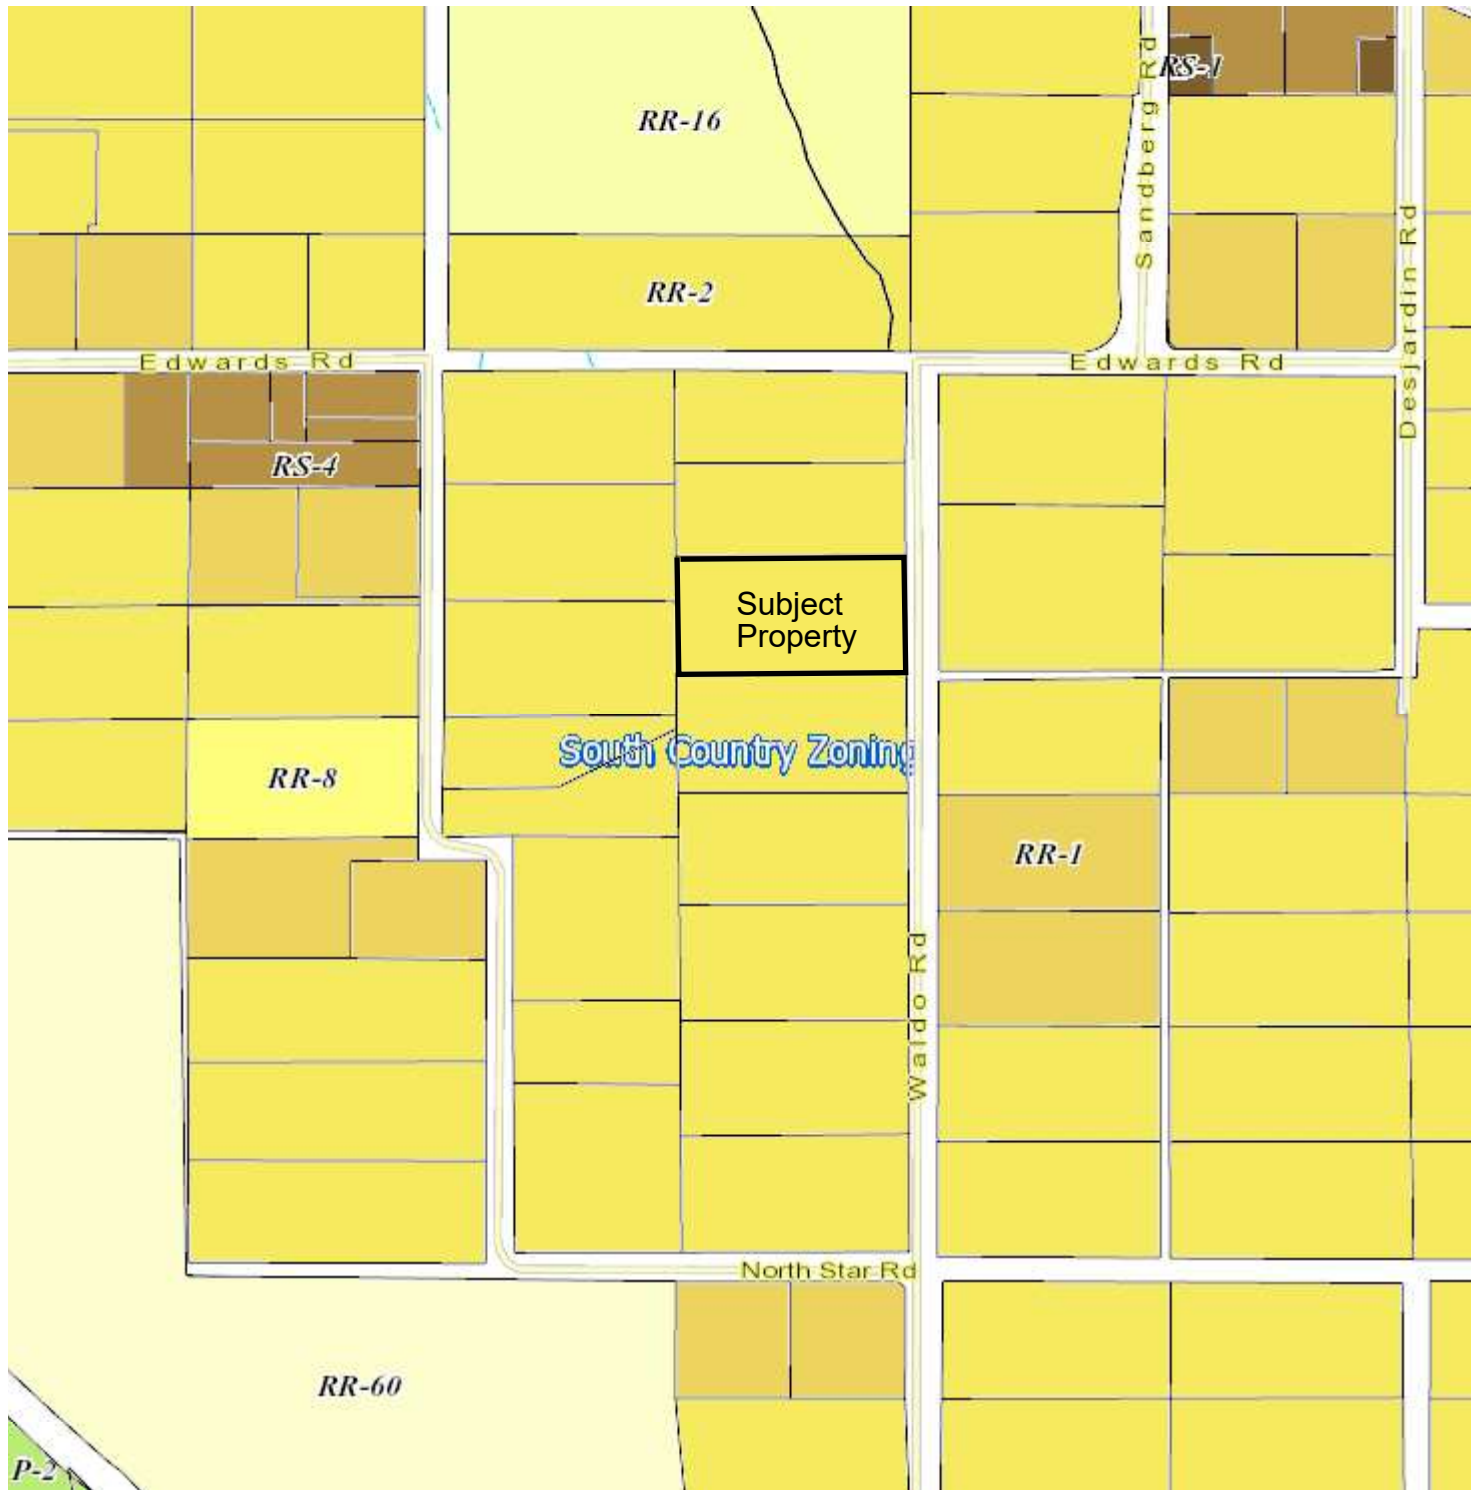 RS-1
RR-16
Sandberg Rd
RR-2
Desjardin Rd
Edwards Rd
Edwards Rd
RS-4
Subject
Property
South Country Zoning
RR-8
RR-1
Waldo Rd
North Star Rd
RR-60
P-2